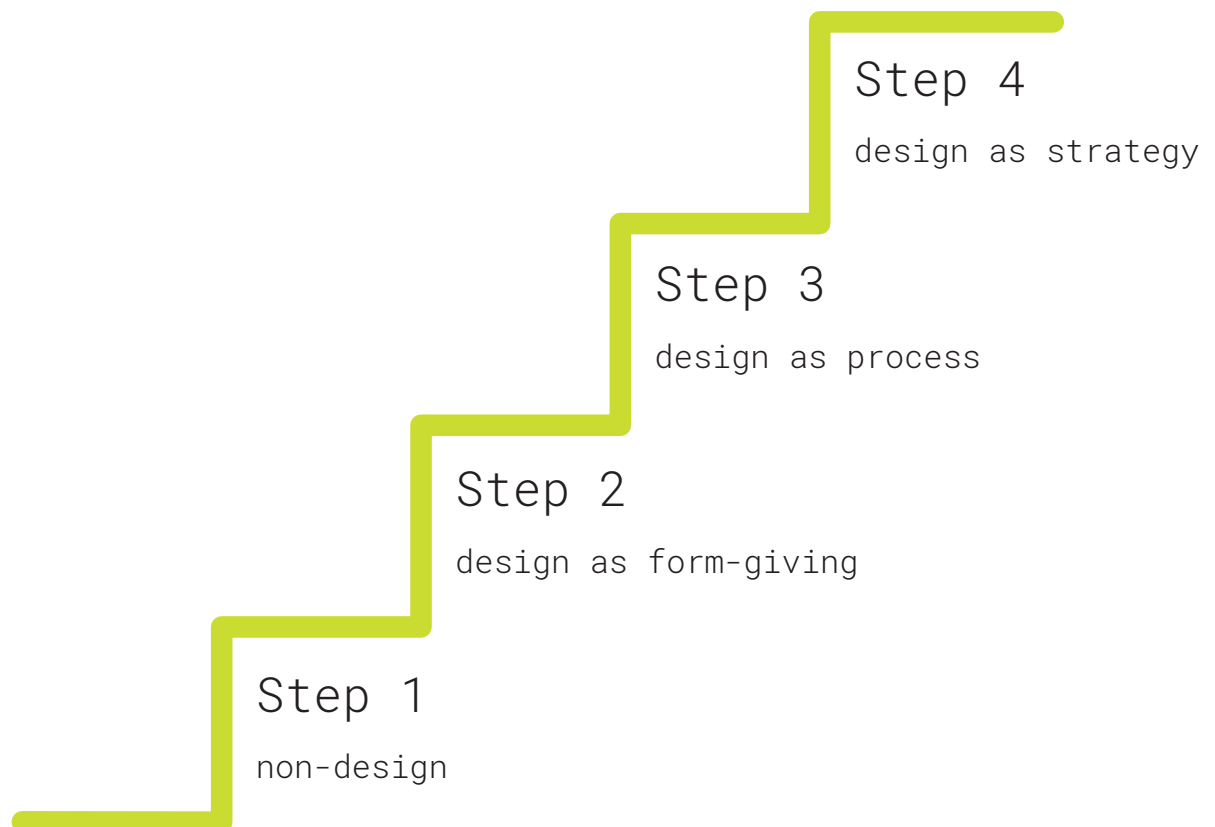 Step 4
design as strategy
Step 3
design as process
Step 2
design as form-giving
Step 1
non-design